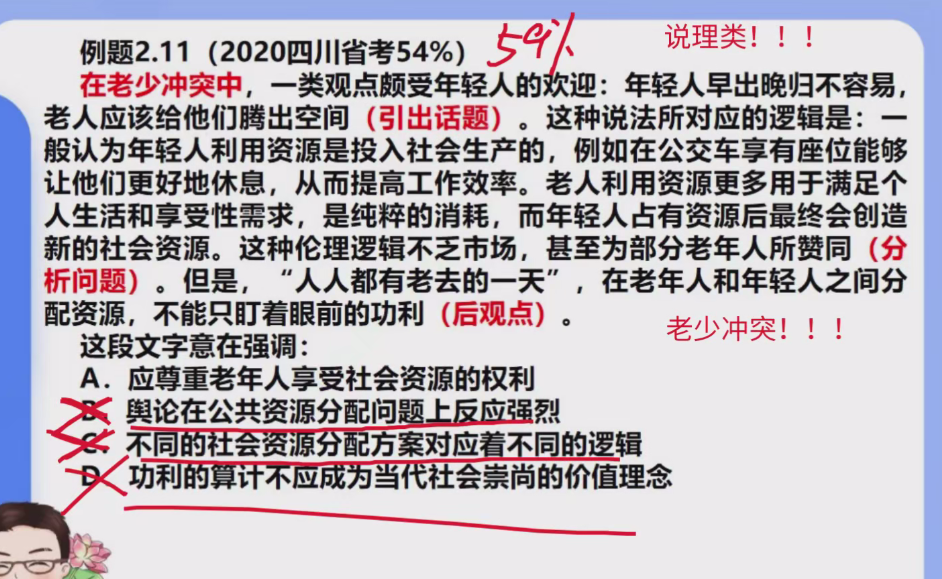 例题2.11（2020四川省考54%） 59% 说理类！！！
在老少冲突中，一类观点颇受年轻人的欢迎：年轻人早出晚归不容易，
老人应该给他们腾出空间（引出话题）。这种说法所对应的逻辑是：一
般认为年轻人利用资源是投入社会生产的，例如在公交车享有座位能够
让他们更好地休息，从而提高工作效率。老人利用资源更多用于满足个
人生活和享受性需求，是纯粹的消耗，而年轻人占有资源后最终会创造
新的社会资源。这种伦理逻辑不乏市场，甚至为部分老年人所赞同（分
析问题）。但是，“人人都有老去的一天”，在老年人和年轻人之间分
配资源，不能只盯着眼前的功利（后观点）。
老少冲突！！！
这段文字意在强调：
A．应尊重老年人享受社会资源的权利
B．舆论在公共资源分配问题上反应强烈
C．不同的社会资源分配方案对应着不同的逻辑
D．功利的算计不应成为当代社会崇尚的价值理念